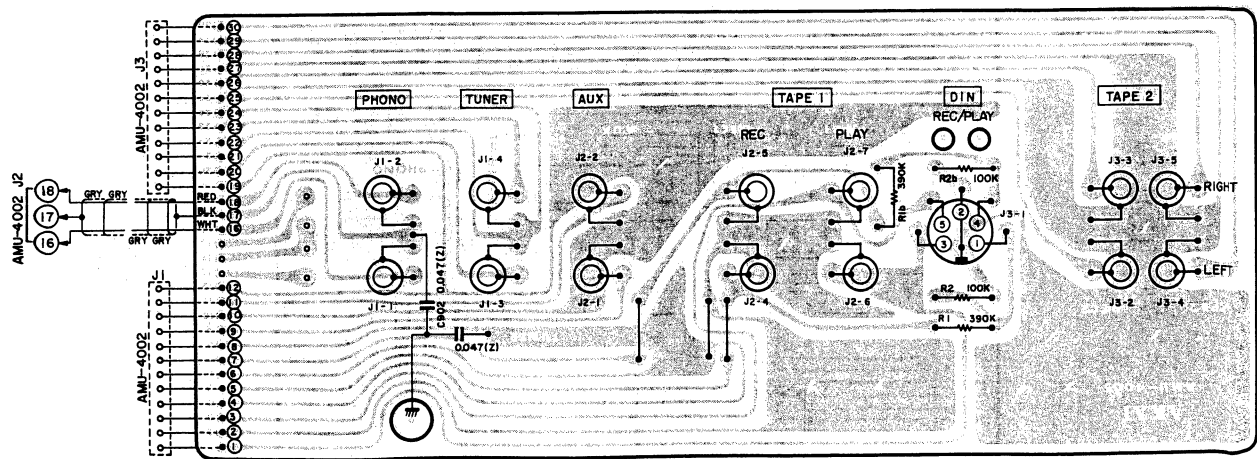 AMU-4002 J3
30
29
28
27
26
25
24
23
22
21
20
19
18
17
16
RED
BLK
WHT
GRY GRY
GRY GRY
AMU-4002 J2
18
17
16
AMU-4002 J1
12
11
10
9
8
7
6
5
4
3
2
1
PHONO
J1-2
J1-1
0.047(Z)
C902
0.047(Z)
TUNER
J1-4
J1-3
AUX
J2-2
J2-1
TAPE 1
REC
PLAY
J2-5
J2-7
J2-4
J2-6
R1b
390K
DIN
REC/PLAY
R2b 100K
2
5 4
3 1
J3-1
R2 100K
R1 390K
TAPE 2
J3-3 J3-5
RIGHT
LEFT
J3-2 J3-4